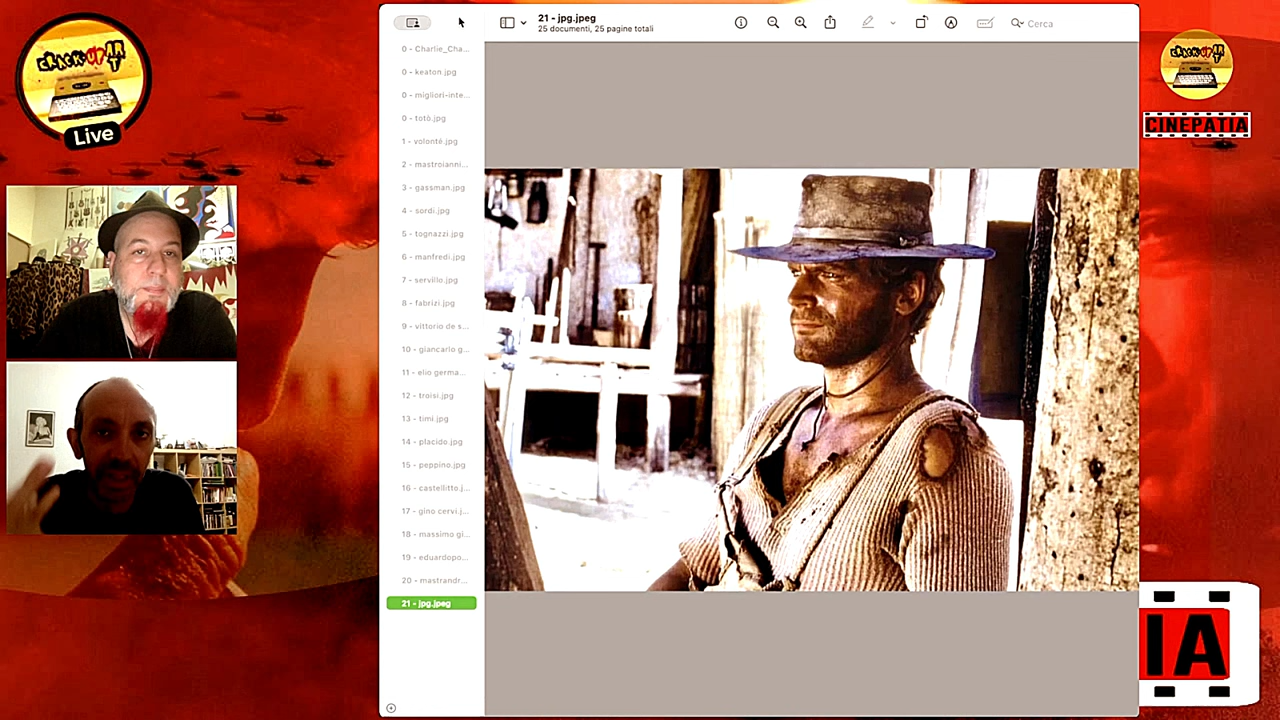 CRACK-UP ART
Live
21 - jpg.jpeg
25 documenti, 25 pagine totali
Cerca
0 - Charlie_Cha...
0 - keaton.jpg
0 - migliori-inte...
0 - totò.jpg
1 - volonté.jpg
2 - mastroianni...
3 - gassman.jpg
4 - sordi.jpg
5 - tognazzi.jpg
6 - manfredi.jpg
7 - servillo.jpg
8 - fabrizi.jpg
9 - vittorio de s...
10 - giancarlo g...
11 - elio germa...
12 - troisi.jpg
13 - timi.jpg
14 - placido.jpg
15 - peppino.jpg
16 - castellitto.j...
17 - gino cervi.j...
18 - massimo gi...
19 - eduardopo...
20 - mastrandr...
21 - jpg.jpeg
CRACK-UP ART
CINEPATIA
IA